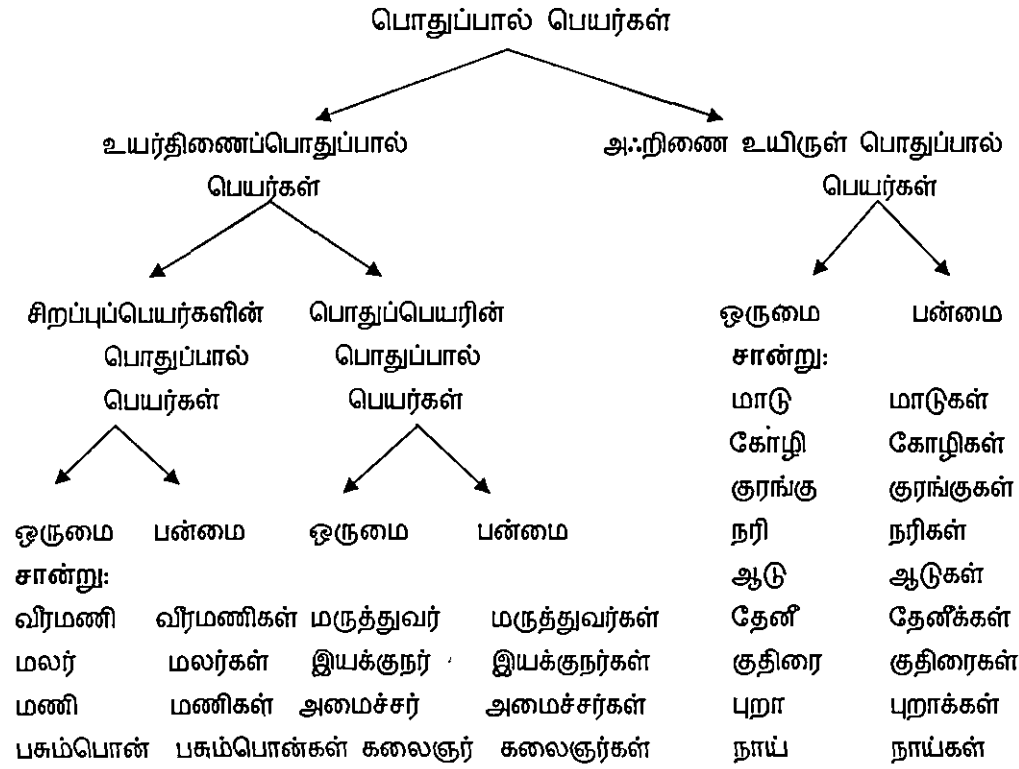 பொதுப்பால் பெயர்கள்
உயர்திணைப்பொதுப்பால் அஃறிணை உயிருள் பொதுப்பால்
பெயர்கள் பெயர்கள்
சிறப்புப்பெயர்களின் பொதுப்பெயரின் ஒருமை பன்மை
பொதுப்பால் பொதுப்பால் சான்று:
பெயர்கள் பெயர்கள் மாடு மாடுகள்
கோழி கோழிகள்
குரங்கு குரங்குகள்
ஒருமை பன்மை ஒருமை பன்மை நரி நரிகள்
சான்று: ஆடு ஆடுகள்
வீரமணி வீரமணிகள் மருத்துவர் மருத்துவர்கள் தேனீ தேனீக்கள்
மலர் மலர்கள் இயக்குநர் இயக்குநர்கள் குதிரை குதிரைகள்
மணி மணிகள் அமைச்சர் அமைச்சர்கள் புறா புறாக்கள்
பசும்பொன் பசும்பொன்கள் கலைஞர் கலைஞர்கள் நாய் நாய்கள்